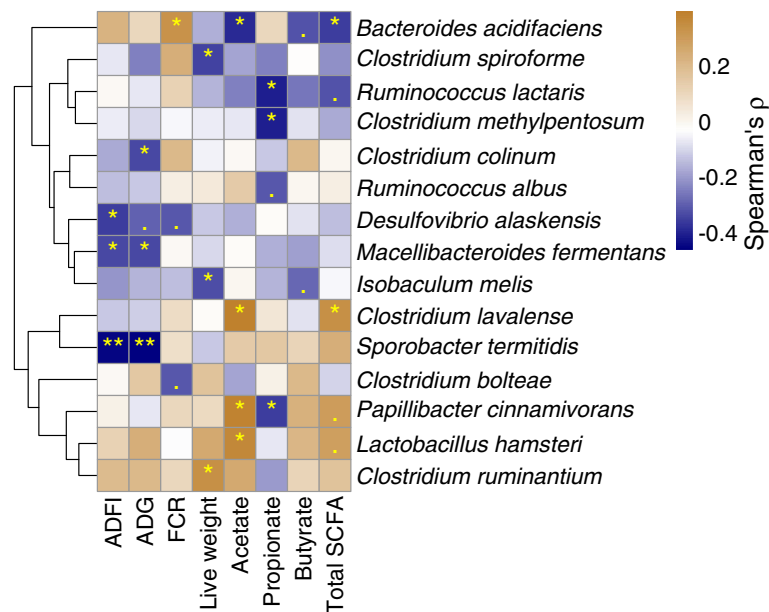 * * . * Bacteroides acidifaciens
* Clostridium spiroforme
* . Ruminococcus lactaris
* Clostridium methylpentosum
* Clostridium colinum
. Ruminococcus albus
* . . Desulfovibrio alaskensis
* * Macellibacteroides fermentans
* . Isobaculum melis
* * Clostridium lavalense
** ** Sporobacter termitidis
. Clostridium bolteae
* * . Papillibacter cinnamivorans
* . Lactobacillus hamsteri
* Clostridium ruminantium
ADFI
ADG
FCR
Live weight
Acetate
Propionate
Butyrate
Total SCFA
0.2
0
-0.2
-0.4
Spearman's ρ